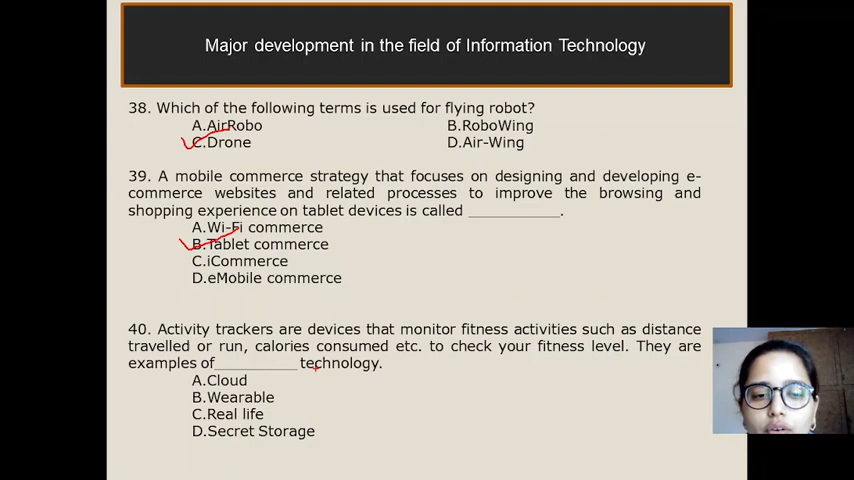 Major development in the field of Information Technology
38. Which of the following terms is used for flying robot?
A.AirRobo B.RoboWing
C.Drone D.Air-Wing
39. A mobile commerce strategy that focuses on designing and developing e-
commerce websites and related processes to improve the browsing and
shopping experience on tablet devices is called ___________.
A.Wi-Fi commerce
B.Tablet commerce
C.iCommerce
D.eMobile commerce
40. Activity trackers are devices that monitor fitness activities such as distance
travelled or run, calories consumed etc. to check your fitness level. They are
examples of__________ technology.
A.Cloud
B.Wearable
C.Real life
D.Secret Storage